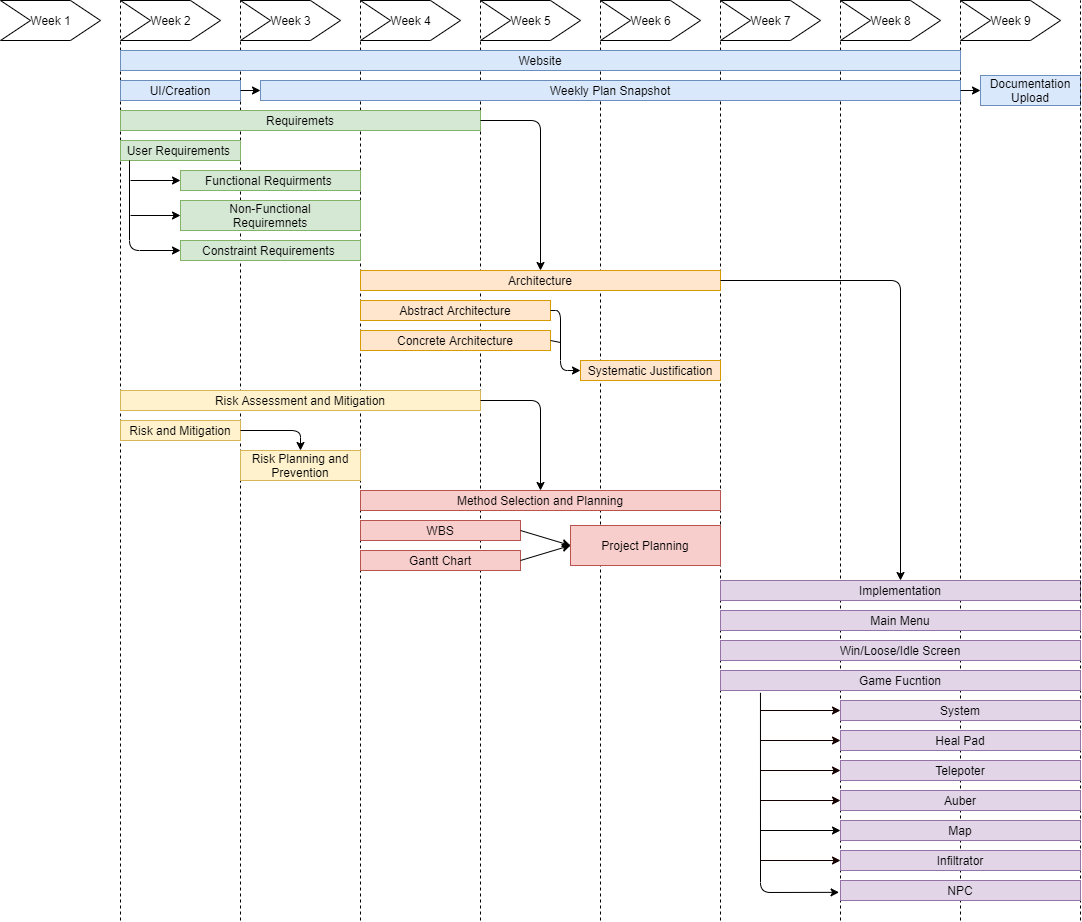 Week 1
Week 2
Week 3
Week 4
Week 5
Week 6
Week 7
Week 8
Week 9
Website
UI/Creation
Weekly Plan Snapshot
Documentation
Upload
Requiremets
User Requirements
Functional Requirments
Non-Functional
Requiremnets
Constraint Requirements
Architecture
Abstract Architecture
Concrete Architecture
Systematic Justification
Risk Assessment and Mitigation
Risk and Mitigation
Risk Planning and
Prevention
Method Selection and Planning
WBS
Gantt Chart
Project Planning
Implementation
Main Menu
Win/Loose/Idle Screen
Game Fucntion
System
Heal Pad
Telepoter
Auber
Map
Infiltrator
NPC